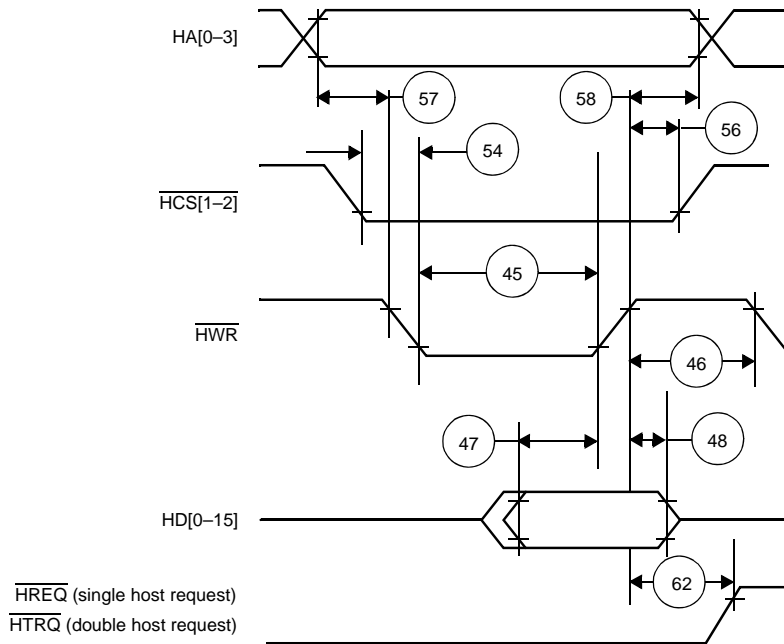 HA[0–3]
57
58
56
54
HCS[1–2]
45
HWR
46
47
48
HD[0–15]
62
HREQ (single host request)
HTRQ (double host request)